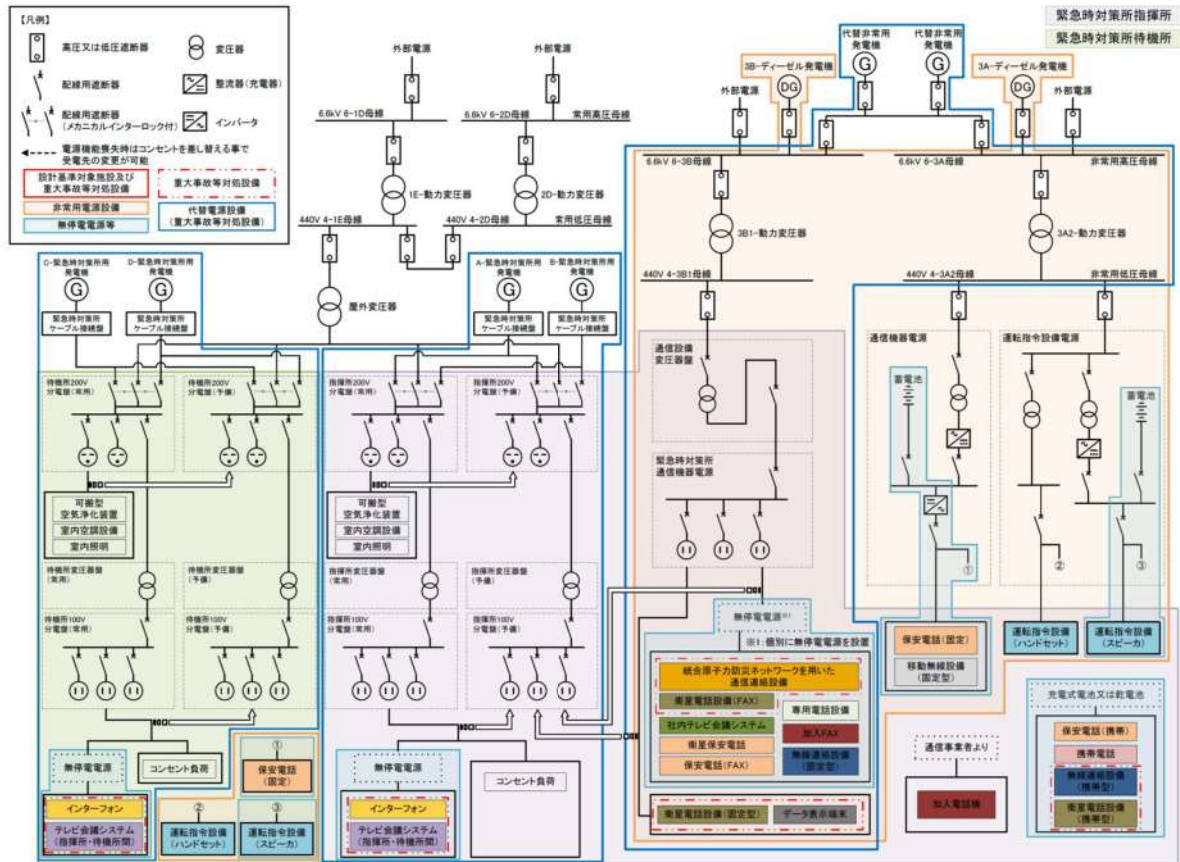 【凡例】
高圧又は低圧遮断器
変圧器
配線用遮断器
整流器(充電器)
配線用遮断器
(メカニカルインターロック付)
インバータ
電源機能喪失時はコンセントを差し替える事で
受電先の変更が可能
設計基準対象施設及び
重大事故等対処設備
重大事故等対処設備
非常用電源設備
無停電電源等
代替電源設備
(重大事故等対処設備)
緊急時対策所指揮所
緊急時対策所待機所
外部電源
外部電源
6.6kV 6-1D母線
6.6kV 6-2D母線
常用高圧母線
1E-動力変圧器
2D-動力変圧器
440V 4-1E母線
440V 4-2D母線
常用低圧母線
屋外変圧器
代替非常用
発電機
G
代替非常用
発電機
G
3B-ディーゼル発電機
DG
3A-ディーゼル発電機
DG
外部電源
外部電源
6.6kV 6-3B母線
6.6kV 6-3A母線
非常用高圧母線
3B1-動力変圧器
3A2-動力変圧器
440V 4-3B1母線
440V 4-3A2母線
非常用低圧母線
C-緊急時対策所用
発電機
G
D-緊急時対策所用
発電機
G
A-緊急時対策所用
発電機
G
B-緊急時対策所用
発電機
G
緊急時対策所
ケーブル接続盤
緊急時対策所
ケーブル接続盤
緊急時対策所
ケーブル接続盤
緊急時対策所
ケーブル接続盤
待機所200V
分電盤(常用)
待機所200V
分電盤(予備)
指揮所200V
分電盤(常用)
指揮所200V
分電盤(予備)
可搬型
空気浄化装置
室内空調設備
室内照明
可搬型
空気浄化装置
室内空調設備
室内照明
待機所変圧器盤
(常用)
待機所変圧器盤
(予備)
指揮所変圧器盤
(常用)
指揮所変圧器盤
(予備)
待機所100V
分電盤(常用)
待機所100V
分電盤(予備)
指揮所100V
分電盤(常用)
指揮所100V
分電盤(予備)
通信設備
変圧器盤
緊急時対策所
通信機器電源
通信機器電源
蓄電池
運転指令設備電源
蓄電池
①
②
③
無停電電源※1
※1:個別に無停電電源を設置
統合原子力防災ネットワークを用いた
通信連絡設備
衛星電話設備(FAX)
専用電話設備
社内テレビ会議システム
加入FAX
衛星保安電話
無線連絡設備
(固定型)
保安電話(FAX)
衛星電話設備(固定型)
データ表示端末
保安電話(固定)
移動無線設備
(固定型)
運転指令設備
(ハンドセット)
運転指令設備
(スピーカ)
通信事業者より
加入電話機
充電式電池又は乾電池
保安電話(携帯)
携帯電話
無線連絡設備
(携帯型)
衛星電話設備
(携帯型)
無停電電源
コンセント負荷
インターフォン
テレビ会議システム
(指揮所・待機所間)
①
保安電話
(固定)
②
運転指令設備
(ハンドセット)
③
運転指令設備
(スピーカ)
無停電電源
コンセント負荷
インターフォン
テレビ会議システム
(指揮所・待機所間)